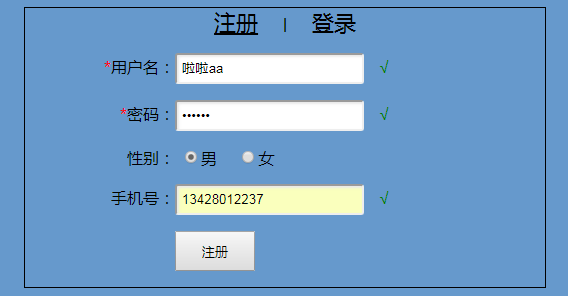 注册 | 登录
*用户名： 啦啦aa √
*密码： •••••• √
性别： 男 女
手机号： 13428012237 √
注册